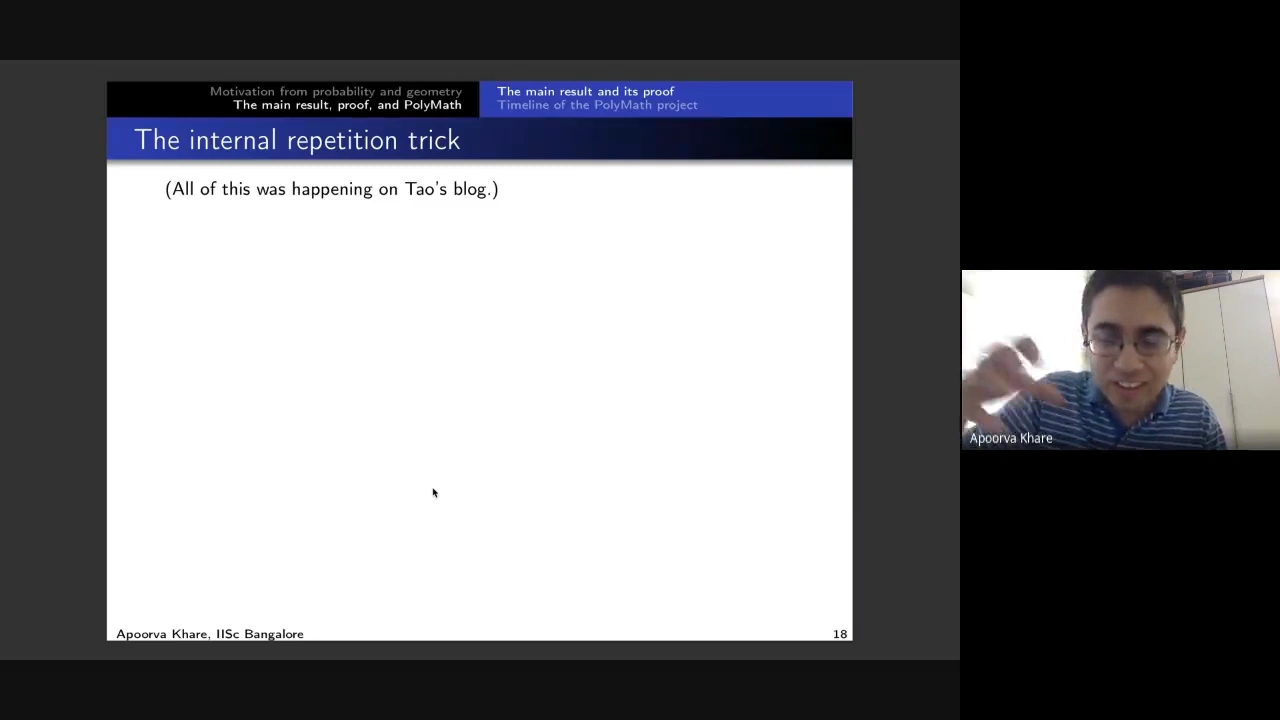 Motivation from probability and geometry
The main result, proof, and PolyMath
The main result and its proof
Timeline of the PolyMath project
The internal repetition trick
(All of this was happening on Tao's blog.)
Apoorva Khare, IISc Bangalore
18
Apoorva Khare